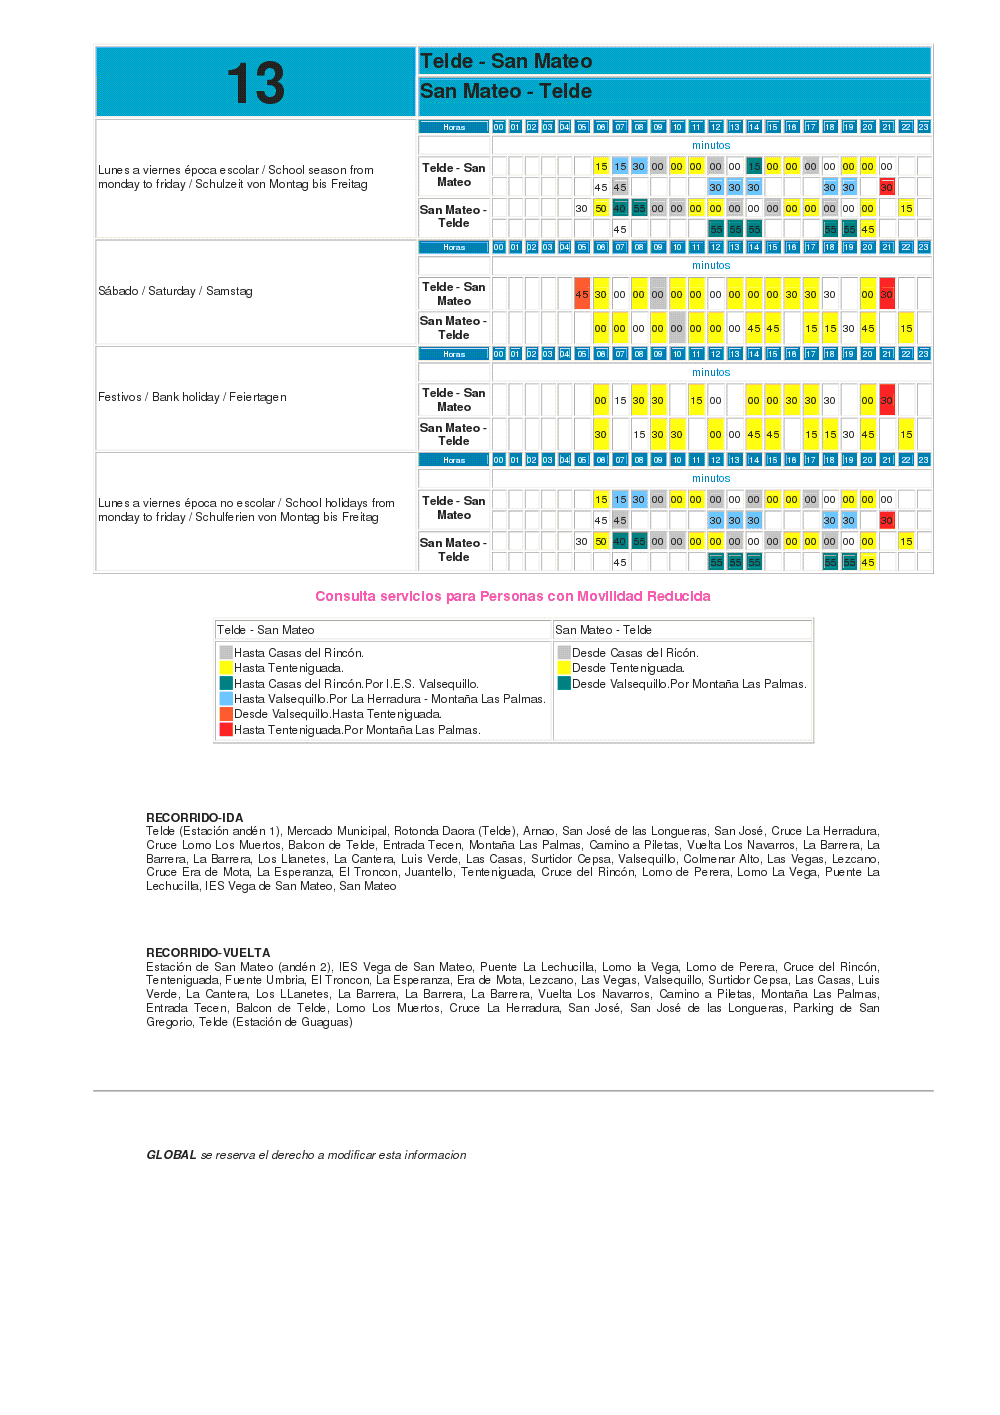 13
Telde - San Mateo
San Mateo - Telde
Lunes a viernes época escolar / School season from
monday to friday / Schulzeit von Montag bis Freitag
Horas 00 01 02 03 04 05 06 07 08 09 10 11 12 13 14 15 16 17 18 19 20 21 22 23
minutos
Telde - San
Mateo
15 15 30 00 00 00 00 00 15 00 00 00 00 00 00 00
45 45 30 30 30 30 30 30
San Mateo -
Telde
30 50 40 55 00 00 00 00 00 00 00 00 00 00 00 00 15
45 55 55 55 55 55 45
Sábado / Saturday / Samstag
Horas 00 01 02 03 04 05 06 07 08 09 10 11 12 13 14 15 16 17 18 19 20 21 22 23
minutos
Telde - San
Mateo
45 30 00 00 00 00 00 00 00 00 00 30 30 30 00 30
San Mateo -
Telde
00 00 00 00 00 00 00 00 45 45 15 15 30 45 15
Festivos / Bank holiday / Feiertagen
Horas 00 01 02 03 04 05 06 07 08 09 10 11 12 13 14 15 16 17 18 19 20 21 22 23
minutos
Telde - San
Mateo
00 15 30 30 15 00 00 00 30 30 30 00 30
San Mateo -
Telde
30 15 30 30 00 00 45 45 15 15 30 45 15
Lunes a viernes época no escolar / School holidays from
monday to friday / Schulferien von Montag bis Freitag
Horas 00 01 02 03 04 05 06 07 08 09 10 11 12 13 14 15 16 17 18 19 20 21 22 23
minutos
Telde - San
Mateo
15 15 30 00 00 00 00 00 00 00 00 00 00 00 00 00
45 45 30 30 30 30 30 30
San Mateo -
Telde
30 50 40 55 00 00 00 00 00 00 00 00 00 00 00 00 15
45 55 55 55 55 55 45
Consulta servicios para Personas con Movilidad Reducida
Telde - San Mateo
Hasta Casas del Rincón.
Hasta Tenteniguada.
Hasta Casas del Rincón.Por I.E.S. Valsequillo.
Hasta Valsequillo.Por La Herradura - Montaña Las Palmas.
Desde Valsequillo.Hasta Tenteniguada.
Hasta Tenteniguada.Por Montaña Las Palmas.
San Mateo - Telde
Desde Casas del Ricón.
Desde Tenteniguada.
Desde Valsequillo.Por Montaña Las Palmas.
RECORRIDO-IDA
Telde (Estación andén 1), Mercado Municipal, Rotonda Daora (Telde), Arnao, San José de las Longueras, San José, Cruce La Herradura,
Cruce Lomo Los Muertos, Balcon de Telde, Entrada Tecen, Montaña Las Palmas, Camino a Piletas, Vuelta Los Navarros, La Barrera, La
Barrera, La Barrera, Los Llanetes, La Cantera, Luis Verde, Las Casas, Surtidor Cepsa, Valsequillo, Colmenar Alto, Las Vegas, Lezcano,
Cruce Era de Mota, La Esperanza, El Troncon, Juantello, Tenteniguada, Cruce del Rincón, Lomo de Perera, Lomo La Vega, Puente La
Lechucilla, IES Vega de San Mateo, San Mateo
RECORRIDO-VUELTA
Estación de San Mateo (andén 2), IES Vega de San Mateo, Puente La Lechucilla, Lomo la Vega, Lomo de Perera, Cruce del Rincón,
Tenteniguada, Fuente Umbria, El Troncon, La Esperanza, Era de Mota, Lezcano, Las Vegas, Valsequillo, Surtidor Cepsa, Las Casas, Luis
Verde, La Cantera, Los LLanetes, La Barrera, La Barrera, La Barrera, Vuelta Los Navarros, Camino a Piletas, Montaña Las Palmas,
Entrada Tecen, Balcon de Telde, Lomo Los Muertos, Cruce La Herradura, San José, San José de las Longueras, Parking de San
Gregorio, Telde (Estación de Guaguas)
GLOBAL se reserva el derecho a modificar esta informacion